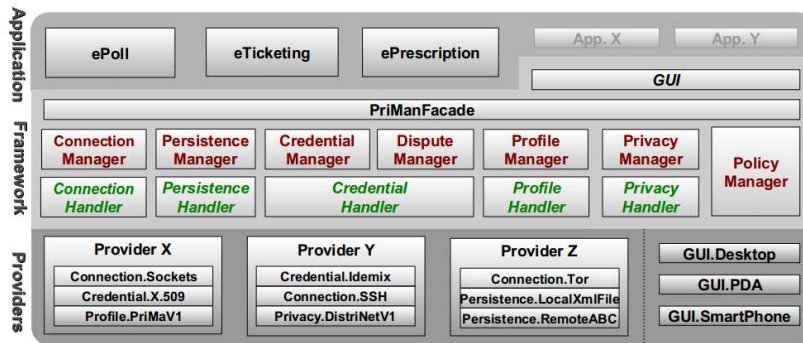 Application
ePoll eTicketing ePrescription App. X App. Y
GUI
Framework
PriManFacade
Connection Manager
Persistence Manager
Credential Manager
Dispute Manager
Profile Manager
Privacy Manager
Policy Manager
Connection Handler
Persistence Handler
Credential Handler
Profile Handler
Privacy Handler
Providers
Provider X
Connection.Sockets
Credential.X.509
Profile.PriMaV1
Provider Y
Credential.Idemix
Connection.SSH
Privacy.DistriNetV1
Provider Z
Connection.Tor
Persistence.LocalXmlFile
Persistence.RemoteABC
GUI.Desktop
GUI.PDA
GUI.SmartPhone